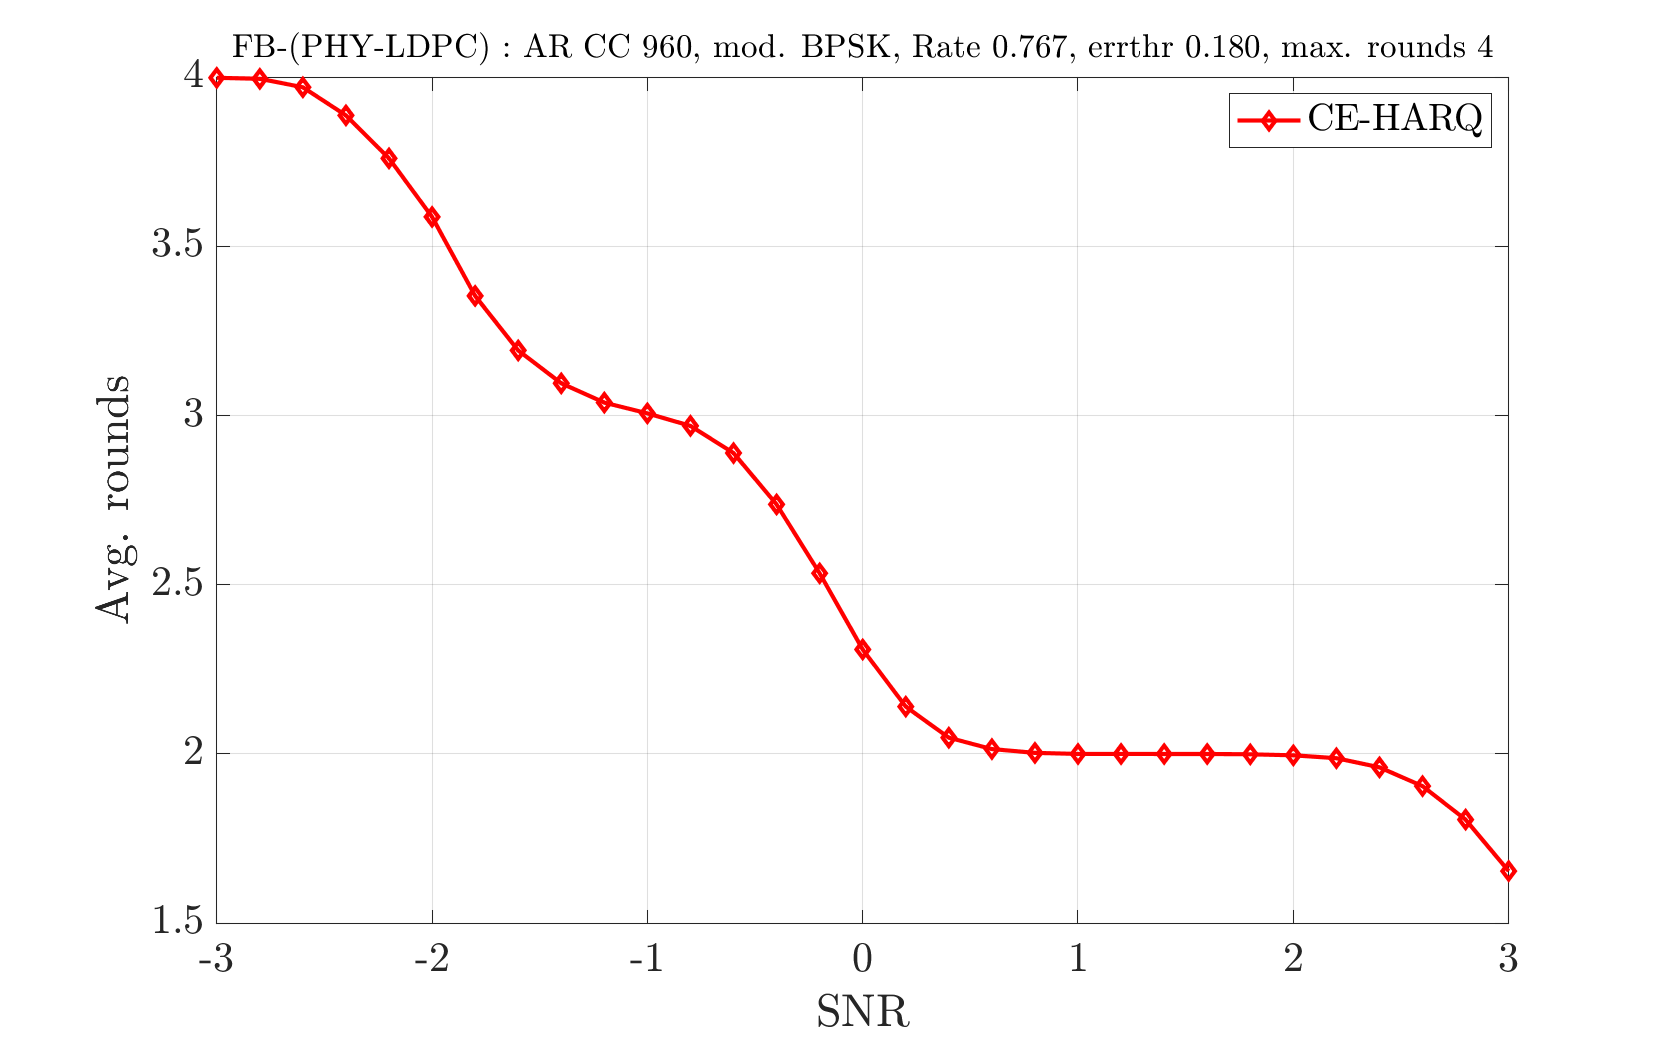 FB-(PHY-LDPC) : AR CC 960, mod. BPSK, Rate 0.767, errthr 0.180, max. rounds 4
CE-HARQ
4
3.5
3
2.5
2
1.5
Avg. rounds
-3 -2 -1 0 1 2 3
SNR